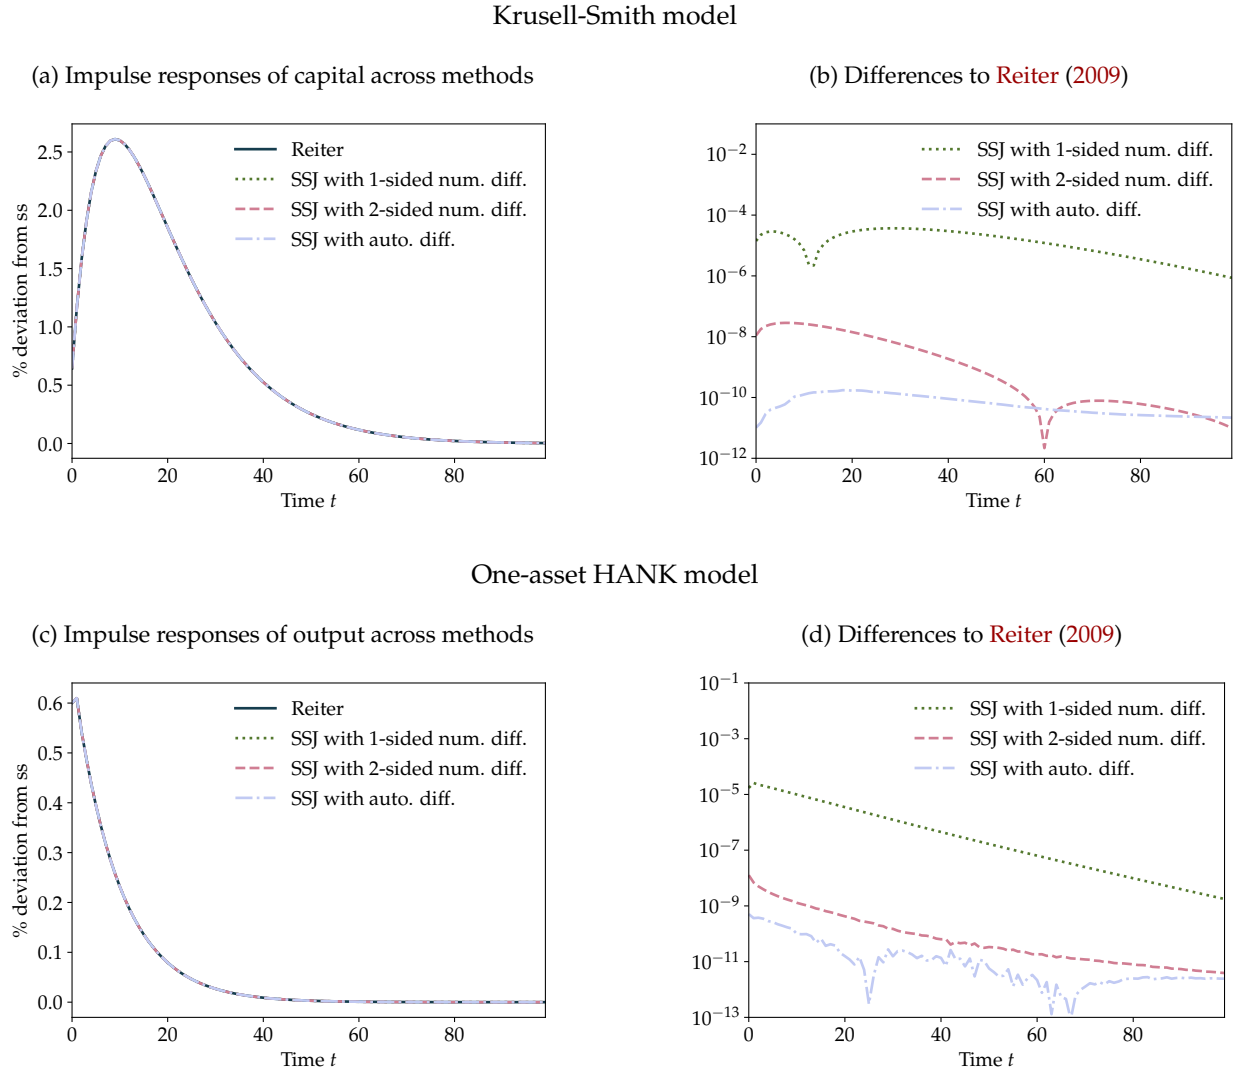 Krusell-Smith model
(a) Impulse responses of capital across methods
% deviation from ss
2.5
2.0
1.5
1.0
0.5
0.0
Reiter
SSJ with 1-sided num. diff.
SSJ with 2-sided num. diff.
SSJ with auto. diff.
0 20 40 60 80
Time t
(b) Differences to Reiter (2009)
10⁻²
10⁻⁴
10⁻⁶
10⁻⁸
10⁻¹⁰
10⁻¹²
SSJ with 1-sided num. diff.
SSJ with 2-sided num. diff.
SSJ with auto. diff.
0 20 40 60 80
Time t
One-asset HANK model
(c) Impulse responses of output across methods
% deviation from ss
0.6
0.5
0.4
0.3
0.2
0.1
0.0
Reiter
SSJ with 1-sided num. diff.
SSJ with 2-sided num. diff.
SSJ with auto. diff.
0 20 40 60 80
Time t
(d) Differences to Reiter (2009)
10⁻¹
10⁻³
10⁻⁵
10⁻⁷
10⁻⁹
10⁻¹¹
10⁻¹³
SSJ with 1-sided num. diff.
SSJ with 2-sided num. diff.
SSJ with auto. diff.
0 20 40 60 80
Time t